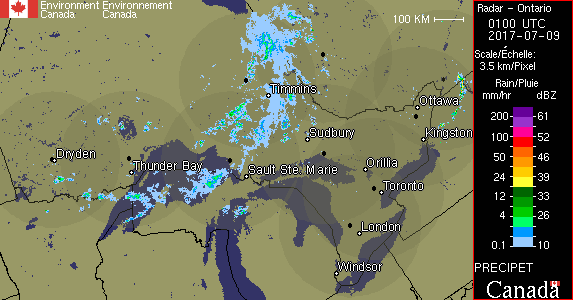 Environment Environnement
Canada Canada
100 KM
Timmins
Ottawa
Sudbury
Kingston
Dryden
Thunder Bay
Sault Ste. Marie
Orillia
Toronto
London
Windsor
Radar - Ontario
0100 UTC
2017-07-09
Scale/Échelle:
3.5 km/Pixel
Rain/Pluie
mm/hr dBZ
200 61
100 52
50 46
24 39
12 33
4 26
0.1 10
PRECIPET
Canada